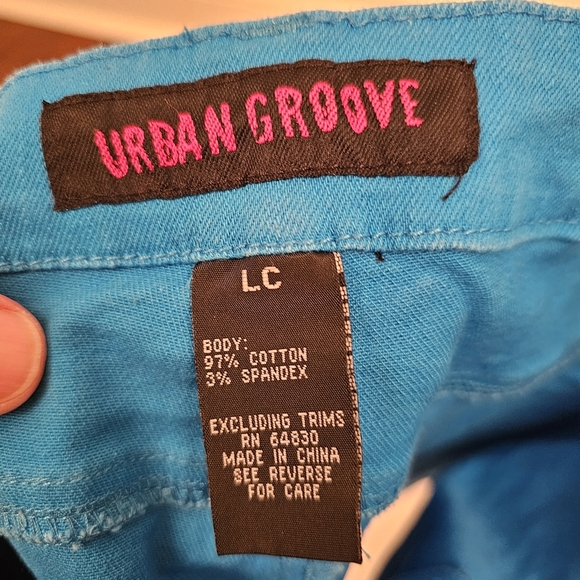 URBAN GROOVE
LC
BODY:
97% COTTON
3% SPANDEX
EXCLUDING TRIMS
RN 64830
MADE IN CHINA
SEE REVERSE
FOR CARE